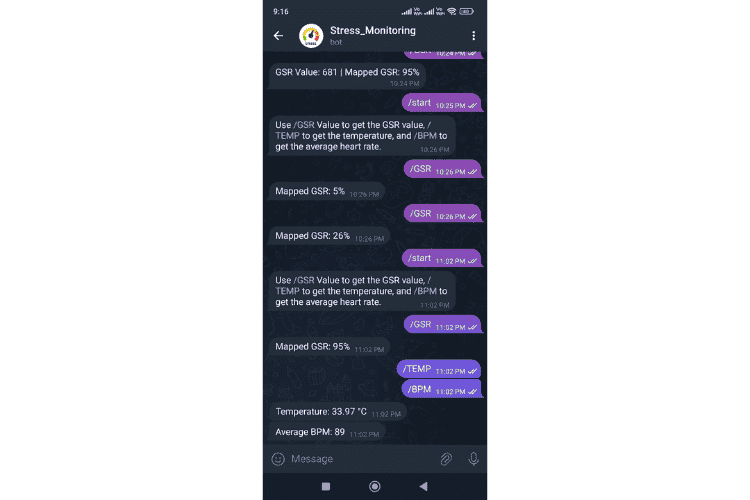 9:16
Stress_Monitoring
bot
10:24 PM
GSR Value: 681 | Mapped GSR: 95%
10:24 PM
/start 10:25 PM
Use /GSR Value to get the GSR value, /
TEMP to get the temperature, and /BPM to
get the average heart rate.
10:26 PM
/GSR 10:26 PM
Mapped GSR: 5% 10:26 PM
/GSR 10:26 PM
Mapped GSR: 26% 10:26 PM
/start 11:02 PM
Use /GSR Value to get the GSR value, /
TEMP to get the temperature, and /BPM to
get the average heart rate.
11:02 PM
/GSR 11:02 PM
Mapped GSR: 95% 11:02 PM
/TEMP 11:02 PM
/BPM 11:02 PM
Temperature: 33.97 °C 11:02 PM
Average BPM: 89 11:02 PM
Message